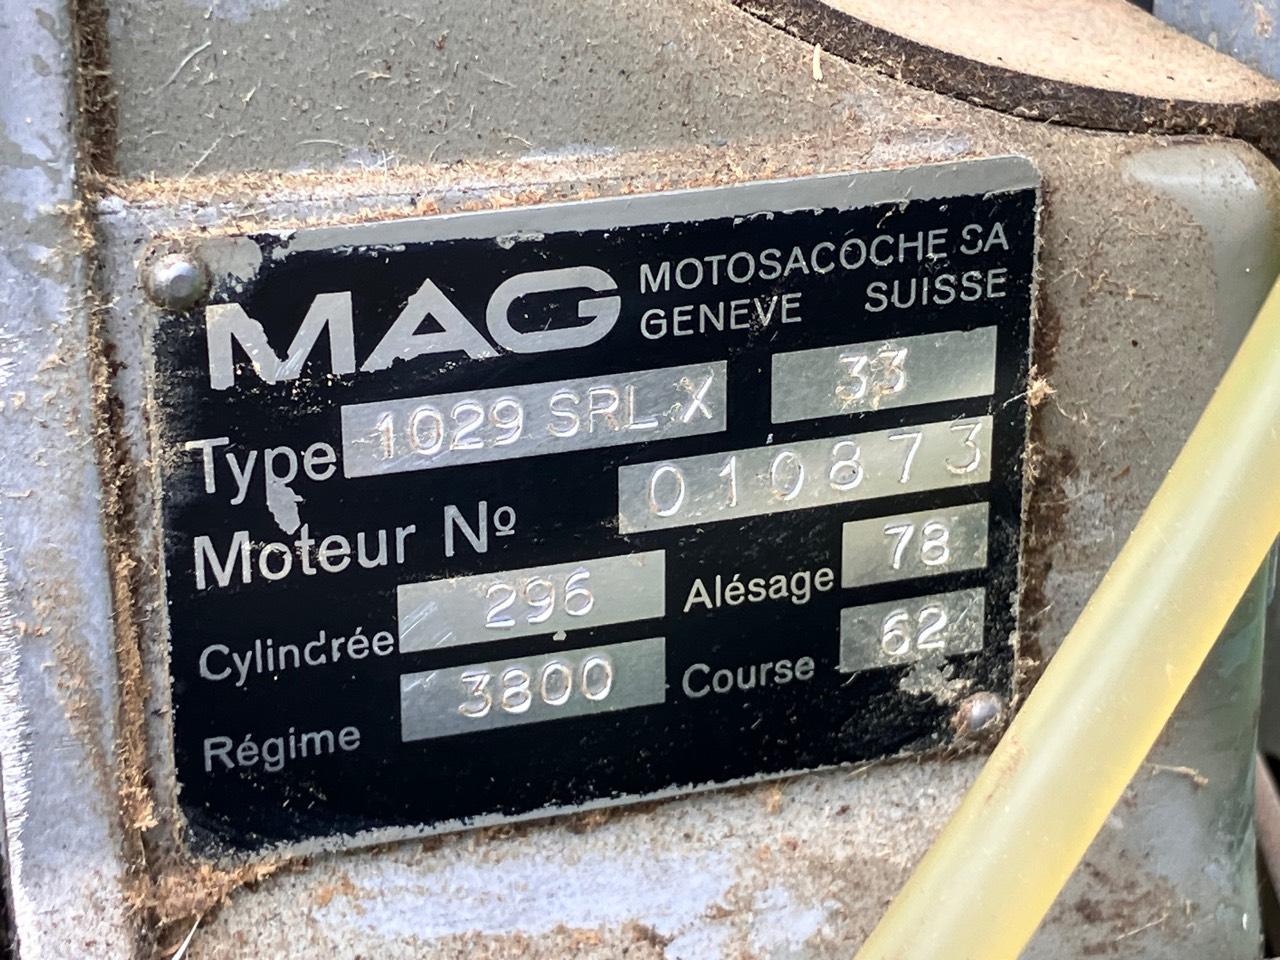 MAG MOTOSACOCHE SA
GENEVE SUISSE
Type 1029 SRL X 33
Moteur Nº 010873
Cylindrée 296 Alésage 78
Régime 3800 Course 62